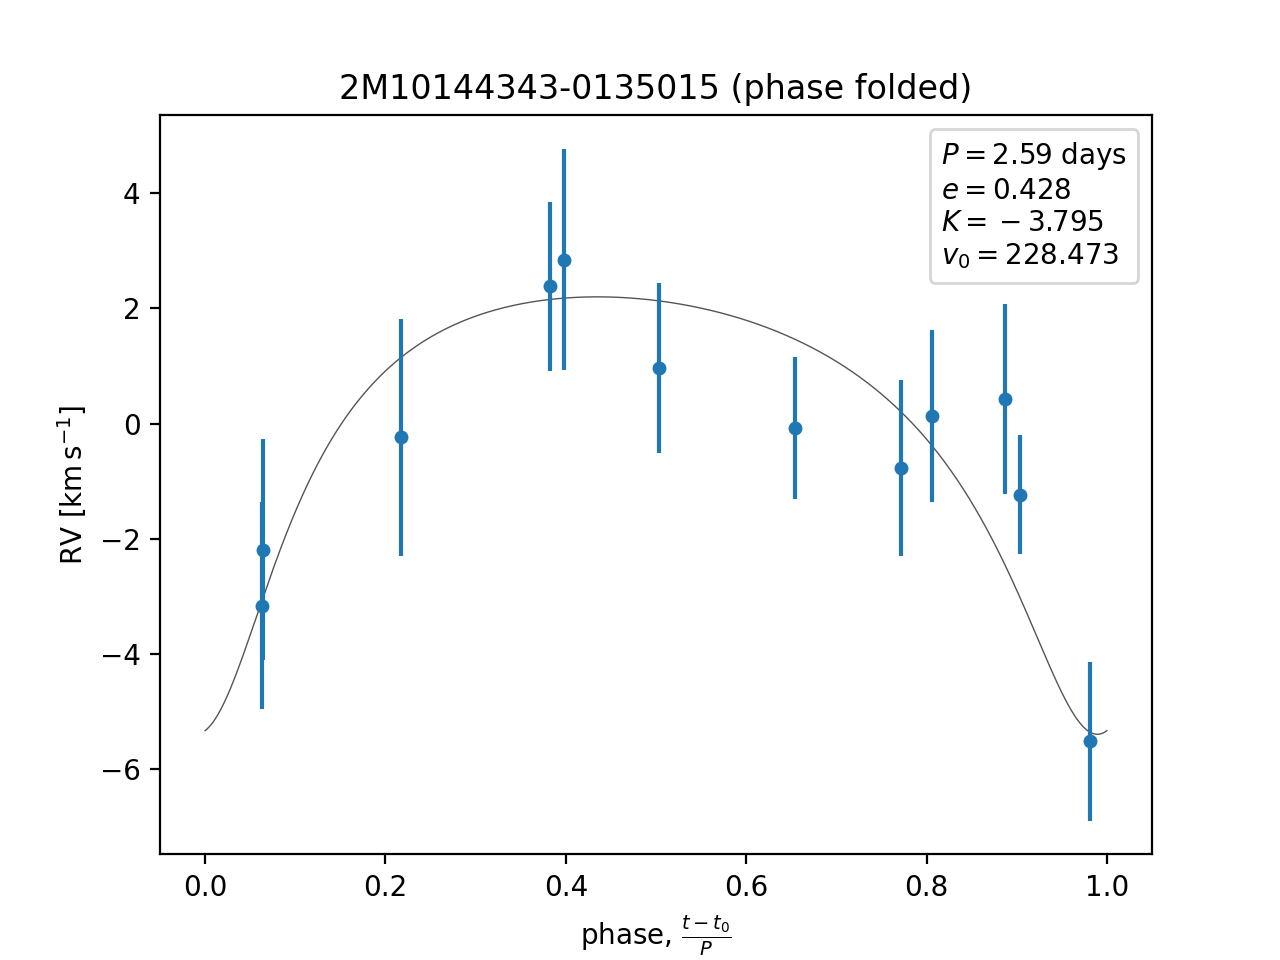 2M10144343-0135015 (phase folded)
P = 2.59 days
e = 0.428
K = −3.795
v₀ = 228.473
RV [km s⁻¹]
4
2
0
−2
−4
−6
0.0 0.2 0.4 0.6 0.8 1.0
phase, (t − t₀)/P